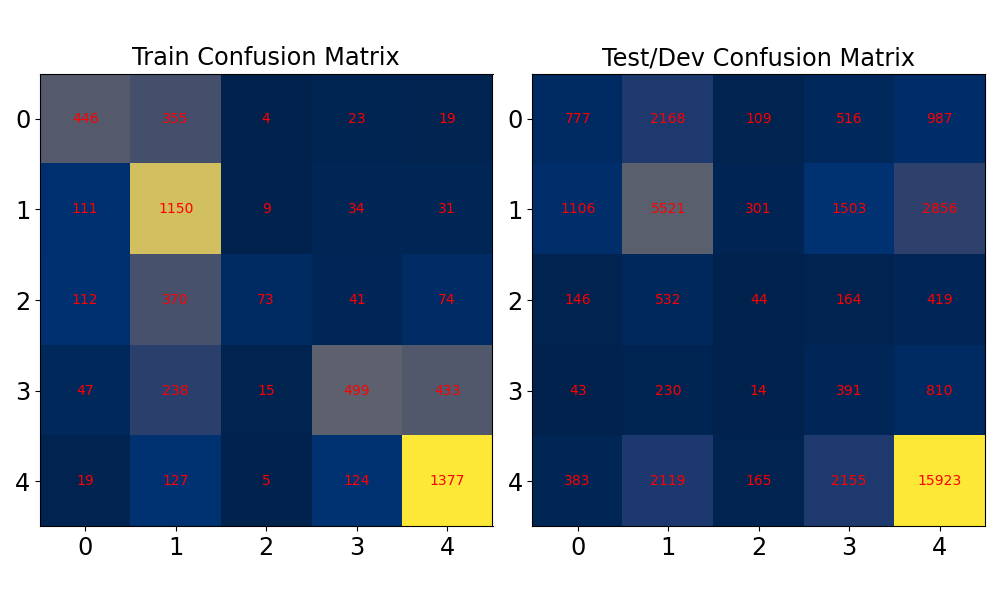 Train Confusion Matrix
0 446 355 4 23 19
1 111 1150 9 34 31
2 112 370 73 41 74
3 47 238 15 499 433
4 19 127 5 124 1377
0 1 2 3 4
Test/Dev Confusion Matrix
0 777 2168 109 516 987
1 1106 5521 301 1503 2856
2 146 532 44 164 419
3 43 230 14 391 810
4 383 2119 165 2155 15923
0 1 2 3 4